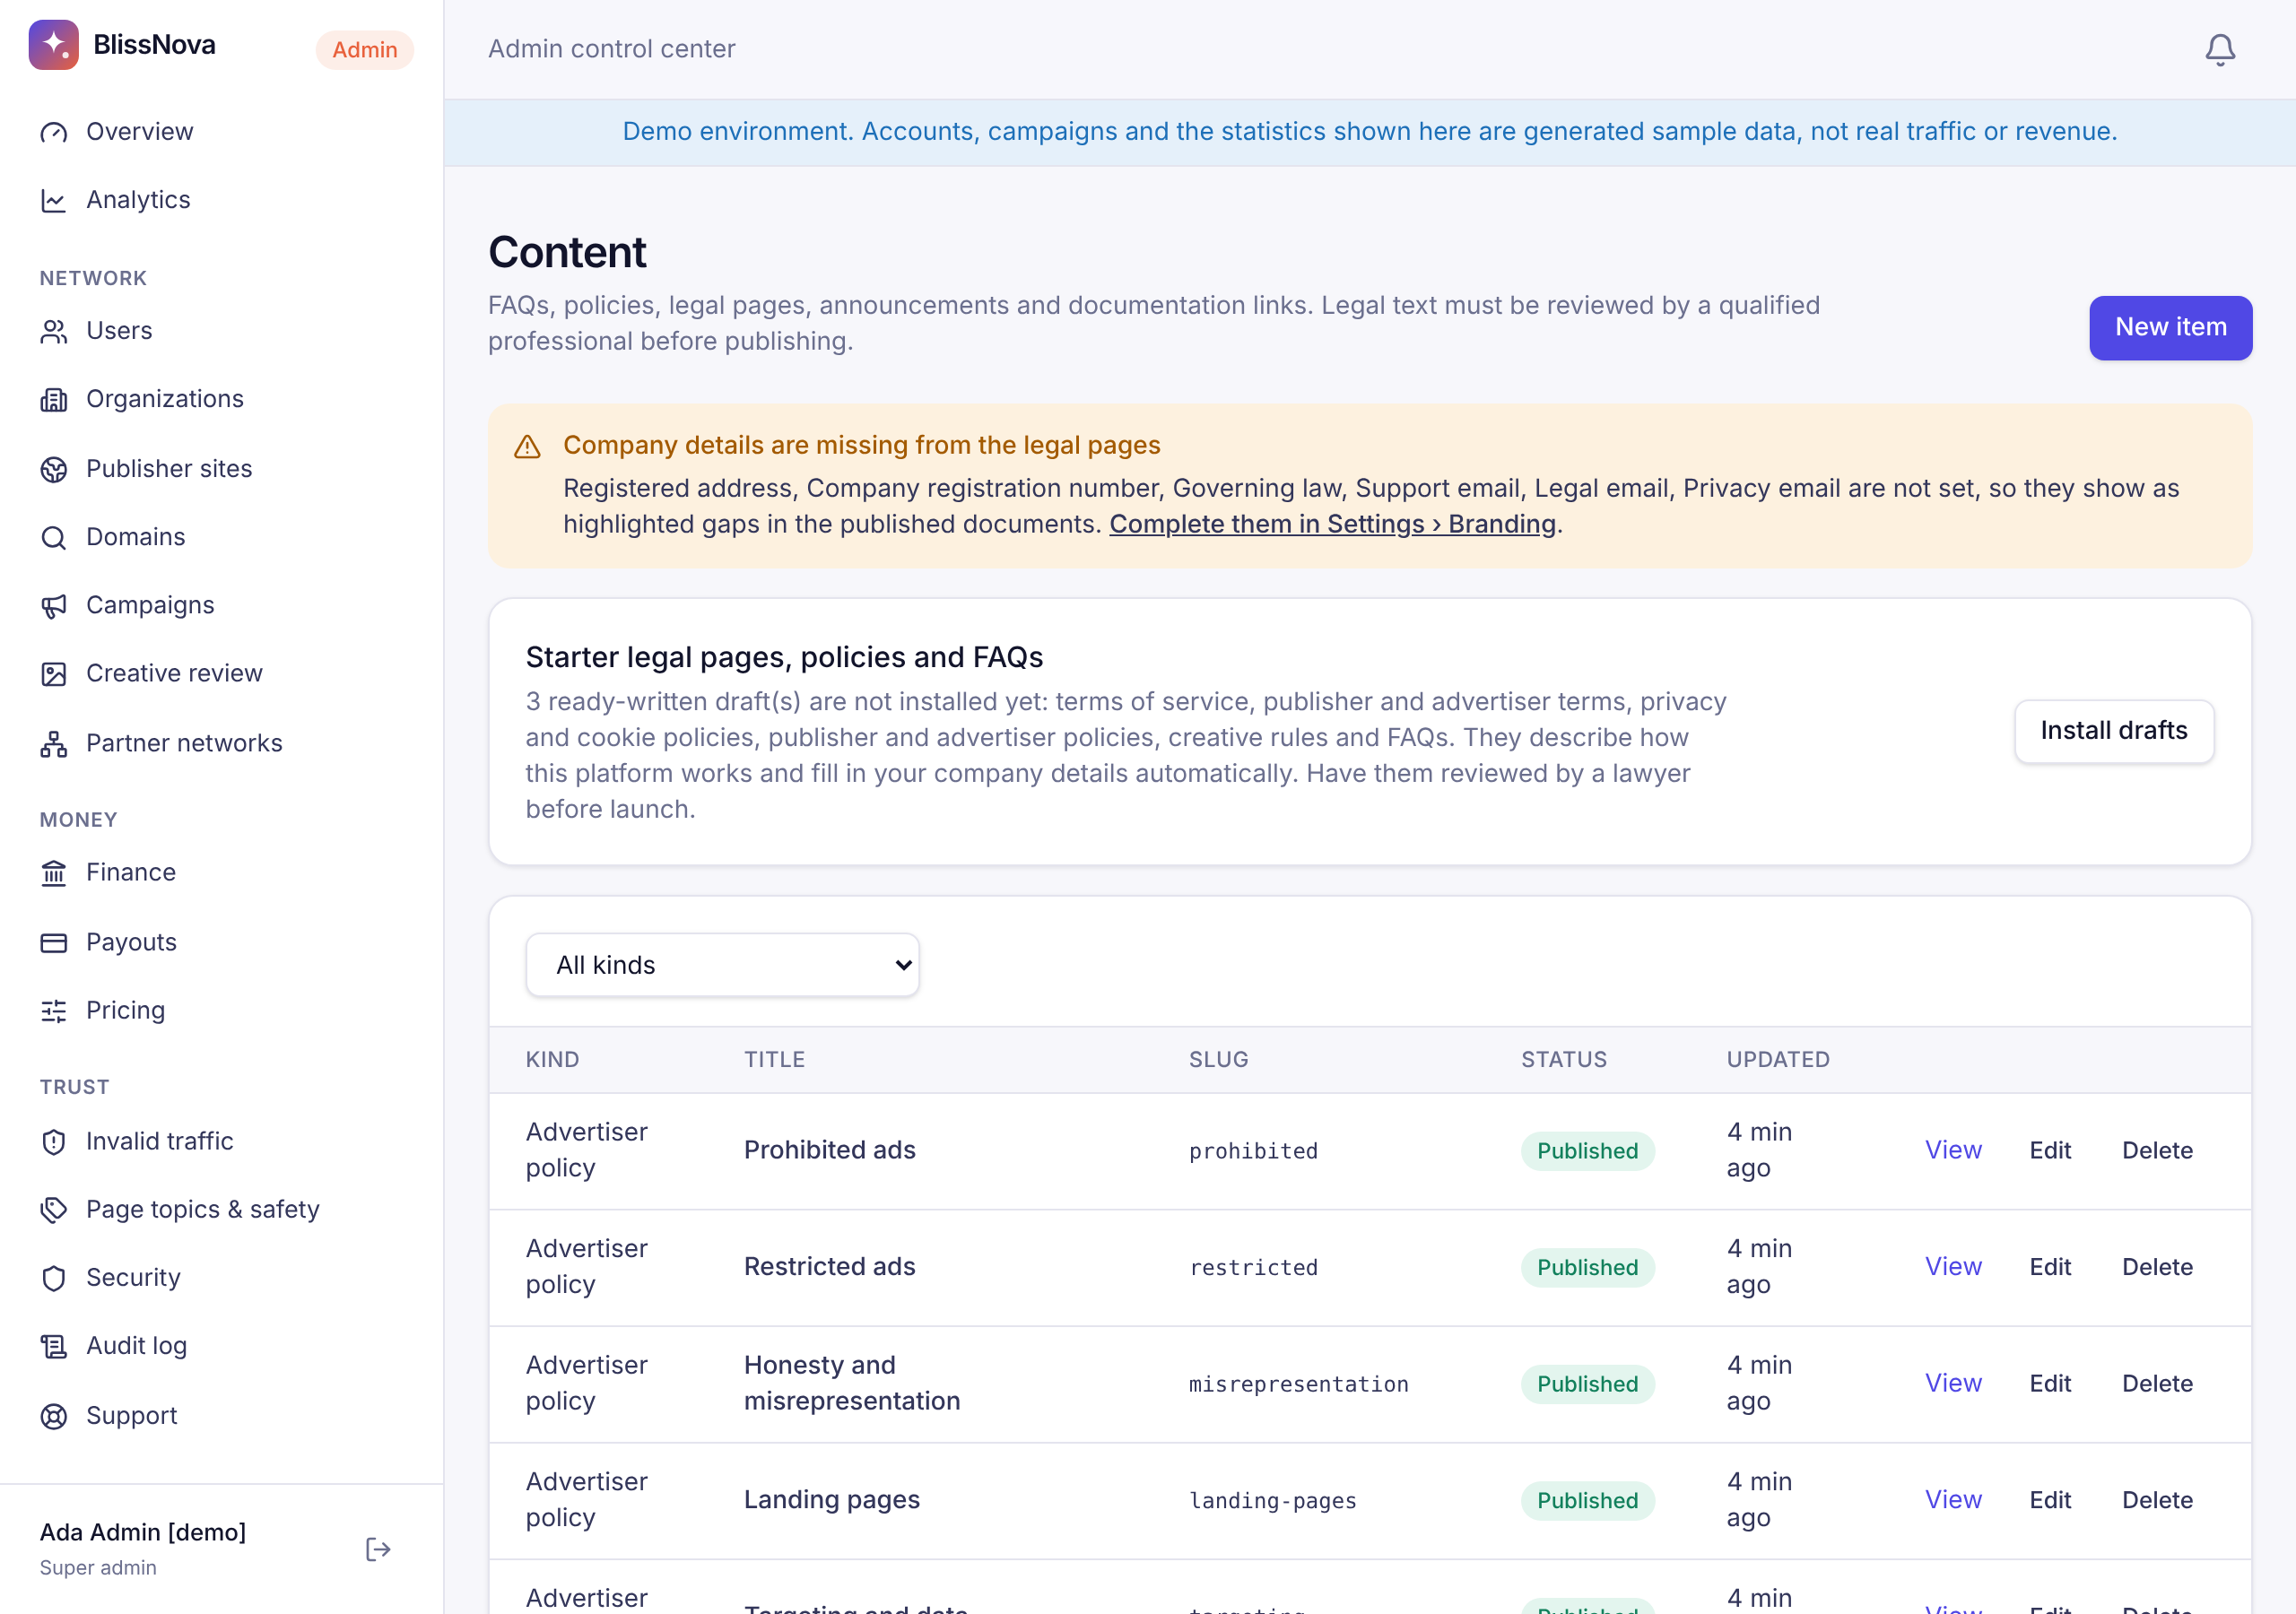 BlissNova
Admin
Overview
Analytics
NETWORK
Users
Organizations
Publisher sites
Domains
Campaigns
Creative review
Partner networks
MONEY
Finance
Payouts
Pricing
TRUST
Invalid traffic
Page topics & safety
Security
Audit log
Support
Ada Admin [demo]
Super admin
Admin control center
Demo environment. Accounts, campaigns and the statistics shown here are generated sample data, not real traffic or revenue.
Content
FAQs, policies, legal pages, announcements and documentation links. Legal text must be reviewed by a qualified
professional before publishing.
New item
Company details are missing from the legal pages
Registered address, Company registration number, Governing law, Support email, Legal email, Privacy email are not set, so they show as
highlighted gaps in the published documents. Complete them in Settings › Branding.
Starter legal pages, policies and FAQs
3 ready-written draft(s) are not installed yet: terms of service, publisher and advertiser terms, privacy
and cookie policies, publisher and advertiser policies, creative rules and FAQs. They describe how
this platform works and fill in your company details automatically. Have them reviewed by a lawyer
before launch.
Install drafts
All kinds
KIND TITLE SLUG STATUS UPDATED
Advertiser policy Prohibited ads prohibited Published 4 min ago View Edit Delete
Advertiser policy Restricted ads restricted Published 4 min ago View Edit Delete
Advertiser policy Honesty and misrepresentation misrepresentation Published 4 min ago View Edit Delete
Advertiser policy Landing pages landing-pages Published 4 min ago View Edit Delete
Advertiser Targeting and data targeting Published 4 min View Edit Delete